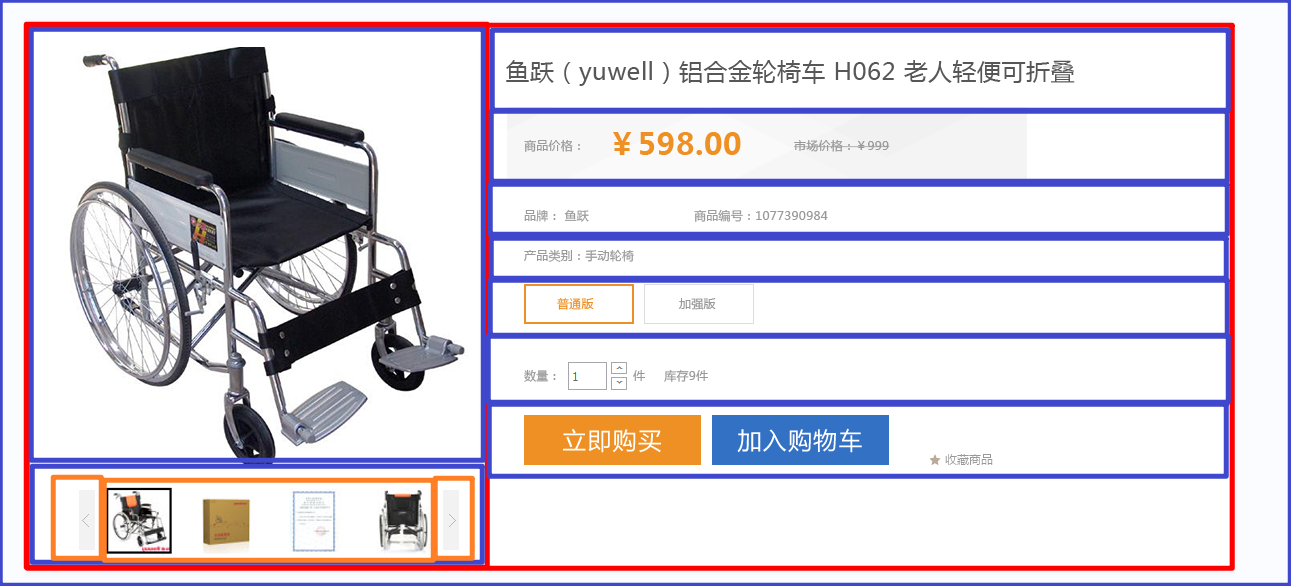 鱼跃（yuwell）铝合金轮椅车 H062 老人轻便可折叠
商品价格： ￥598.00 市场价格：￥999
品牌： 鱼跃 商品编号：1077390984
产品类别：手动轮椅
普通版 加强版
数量： 1 件 库存9件
立即购买 加入购物车 ★ 收藏商品
yuwell